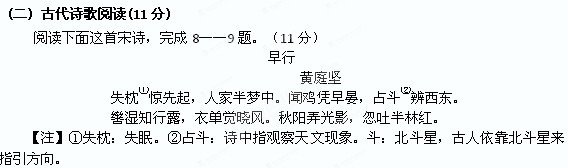 （二）古代诗歌阅读(11 分)
阅读下面这首宋诗，完成 8——9 题。（11 分）
早行
黄庭坚
失枕①惊先起，人家半梦中。闻鸡凭早晏，占斗②辨西东。
辔湿知行露，衣单觉晓风。秋阳弄光影，忽吐半林红。
【注】①失枕：失眠。②占斗：诗中指观察天文现象。斗：北斗星，古人依靠北斗星来
指引方向。